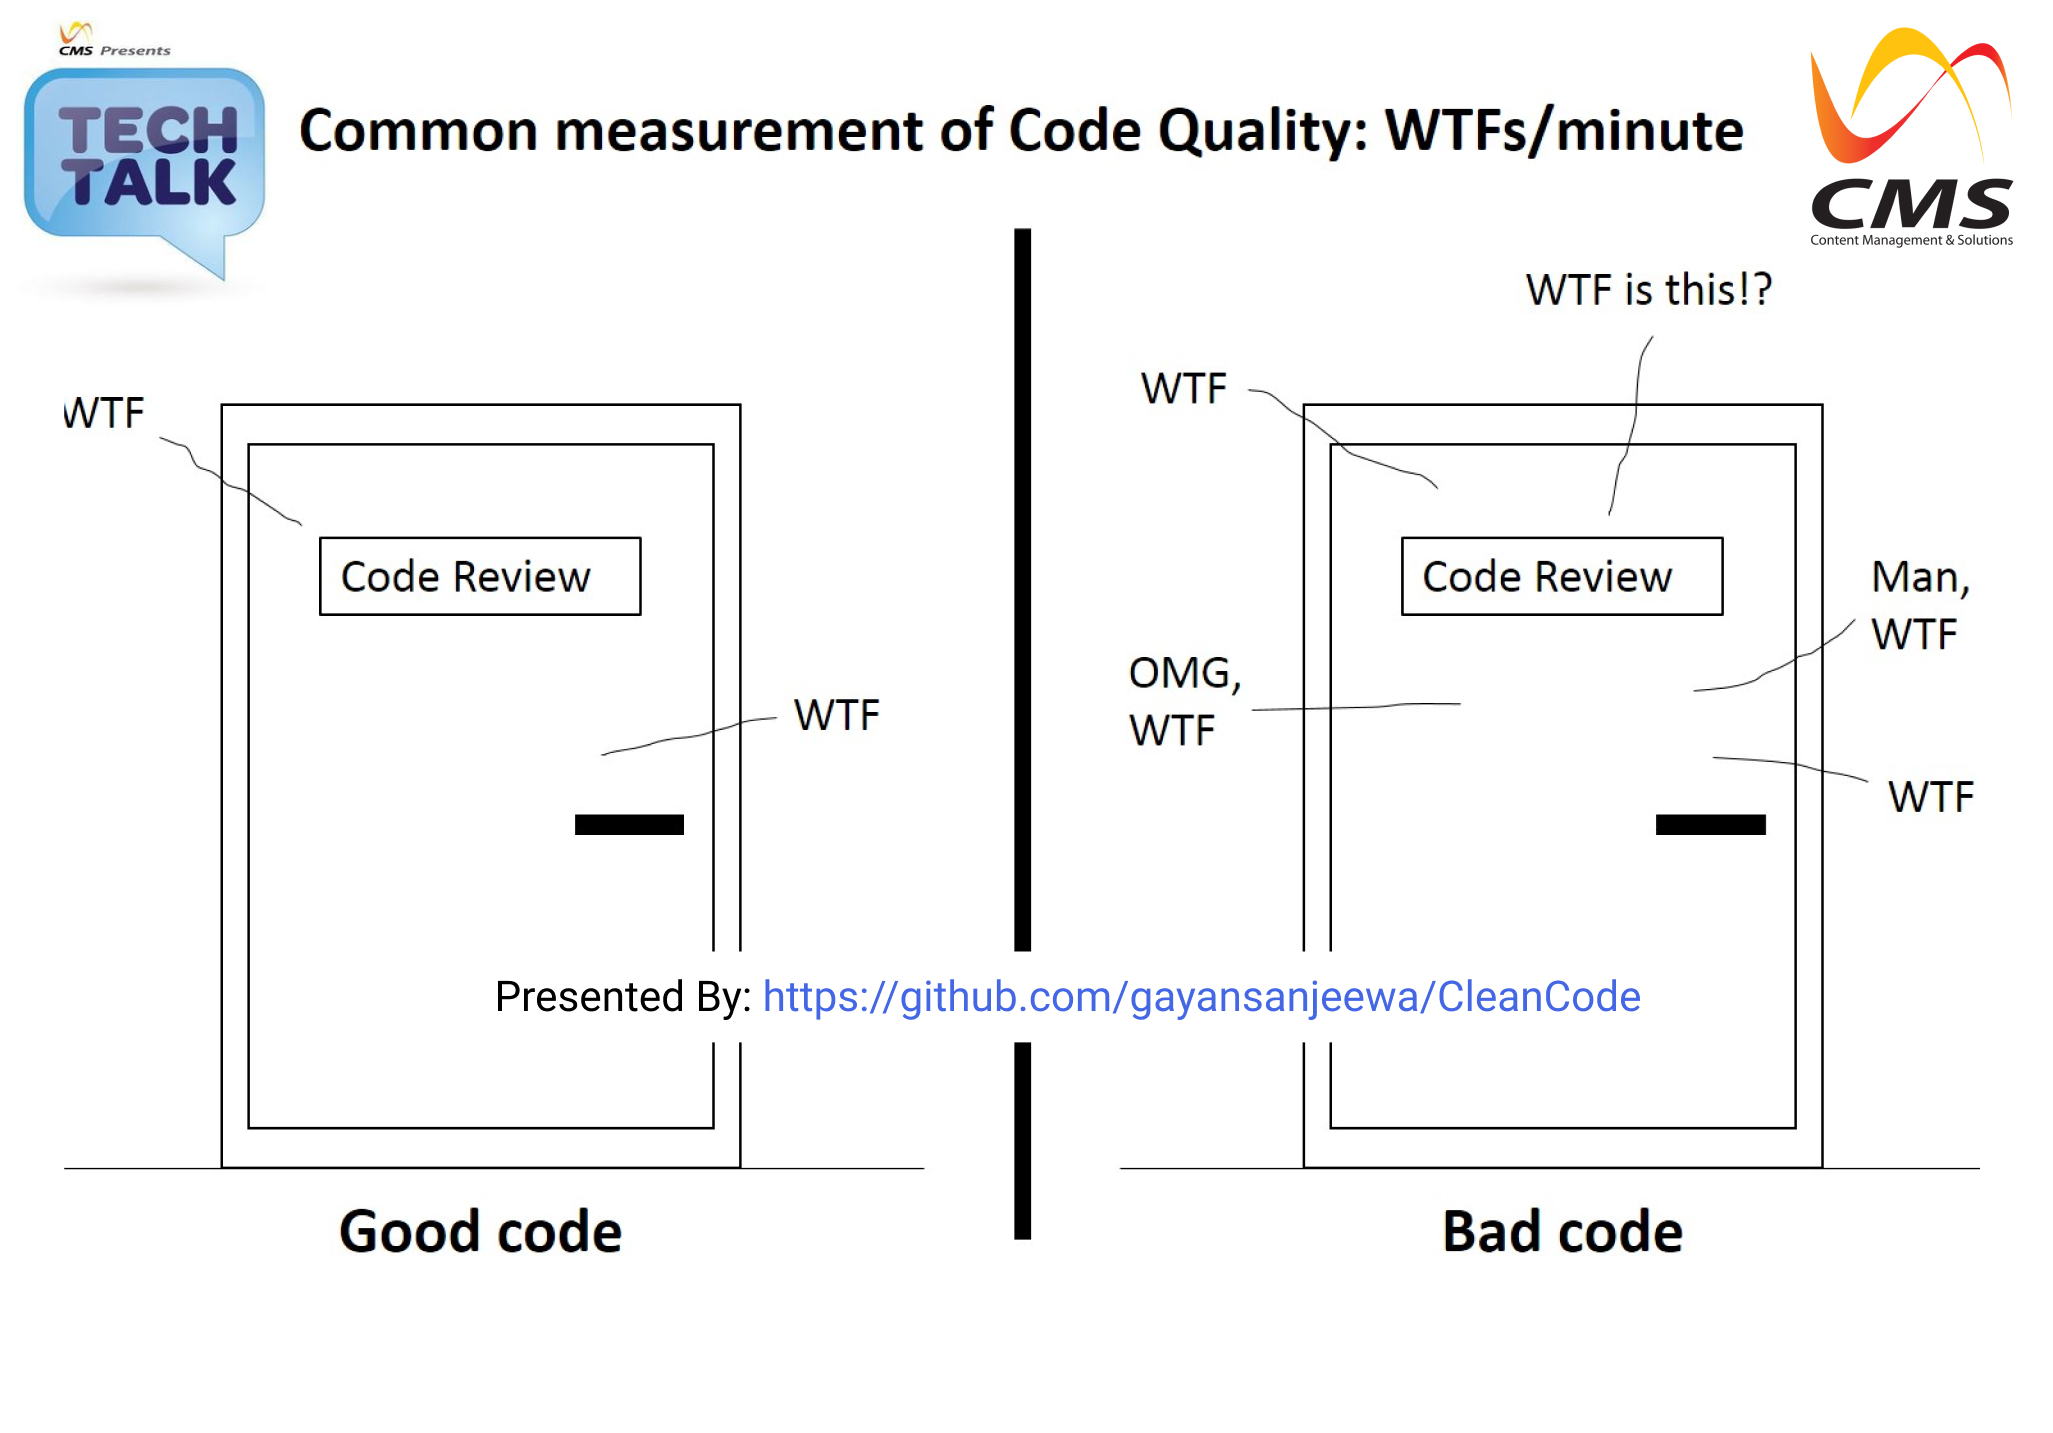 CMS Presents
TECH
TALK
Common measurement of Code Quality: WTFs/minute
CMS
Content Management & Solutions
WTF
Code Review
WTF
WTF is this!?
WTF
Code Review
Man,
WTF
OMG,
WTF
WTF
Presented By: https://github.com/gayansanjeewa/CleanCode
Good code
Bad code